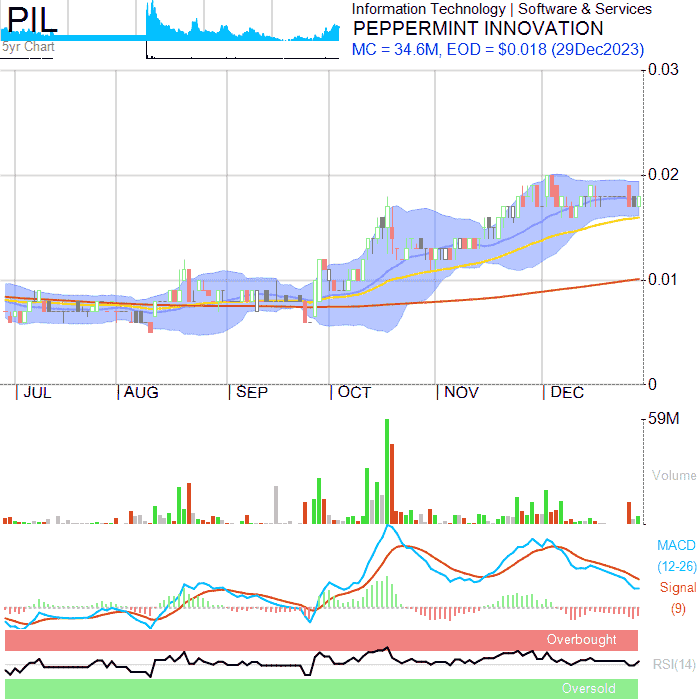 PIL
5yr Chart
Information Technology | Software & Services
PEPPERMINT INNOVATION
MC = 34.6M, EOD = $0.018 (29Dec2023)
0.03
0.02
0.01
0
JUL AUG SEP OCT NOV DEC
59M
Volume
MACD
(12-26)
Signal
(9)
Overbought
RSI(14)
Oversold